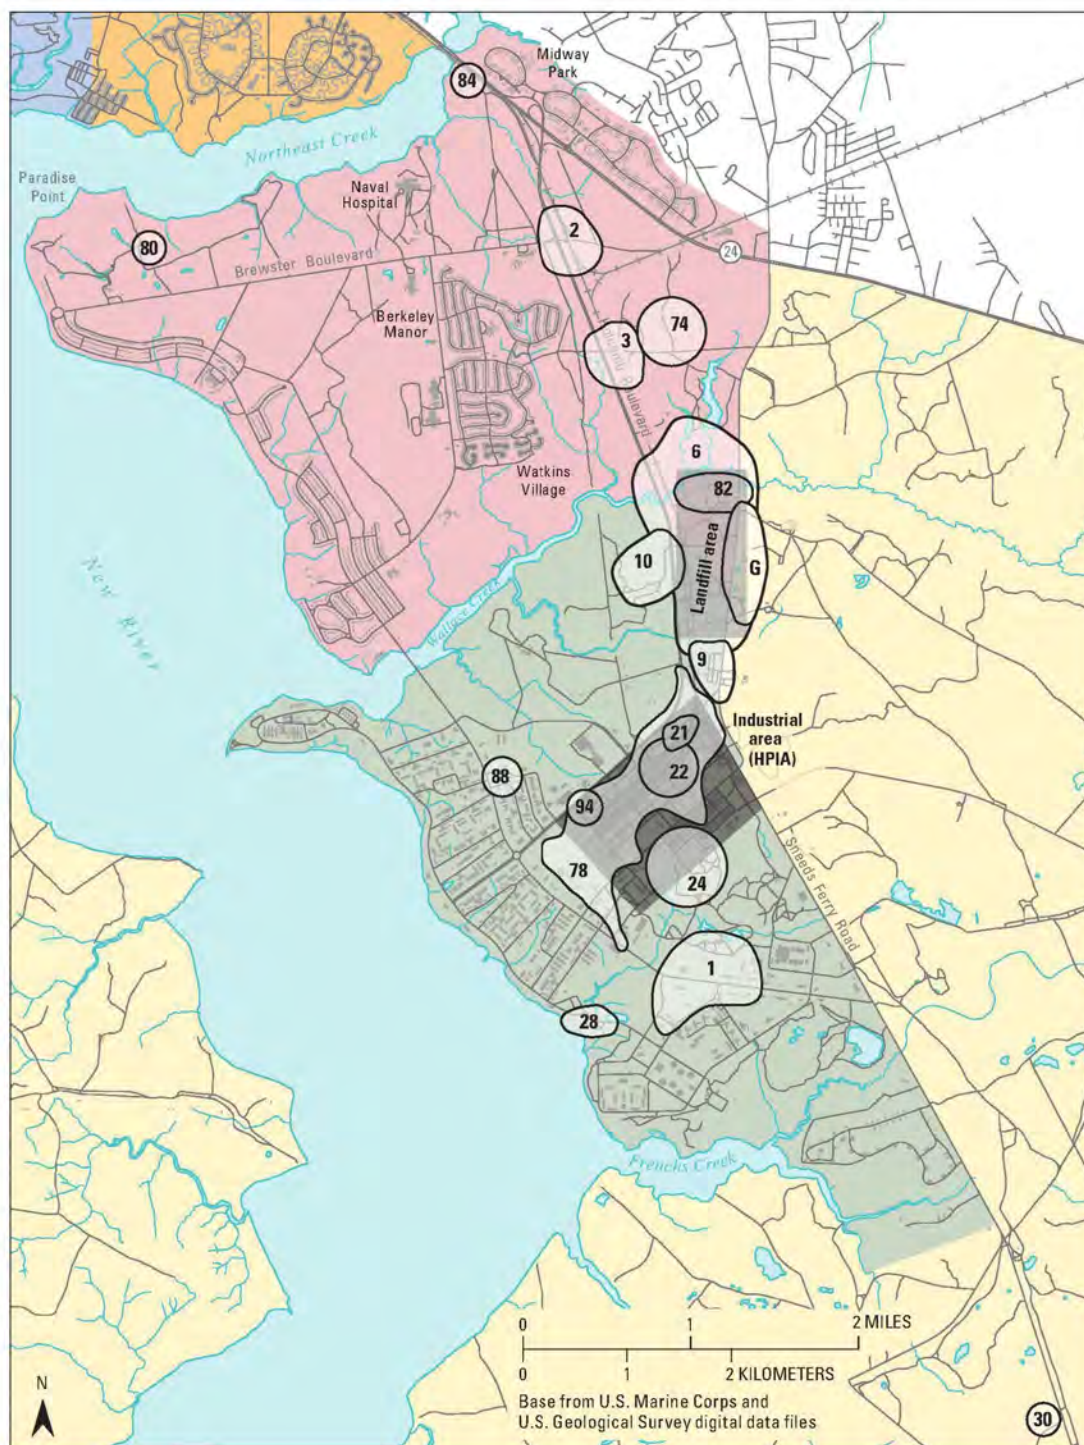 Midway
Park
84
Northeast Creek
Paradise
Point
Naval
Hospital
2
80
Brewster Boulevard
24
Berkeley
Manor
3
74
Boulevard
6
Watkins
Village
82
10
Landfill area
G
New River
Wallace Creek
9
Industrial
area
(HPIA)
21
22
88
94
78
24
Sneeds Ferry Road
1
28
Frenchs Creek
0 1 2 MILES
0 1 2 KILOMETERS
Base from U.S. Marine Corps and
U.S. Geological Survey digital data files
N
30